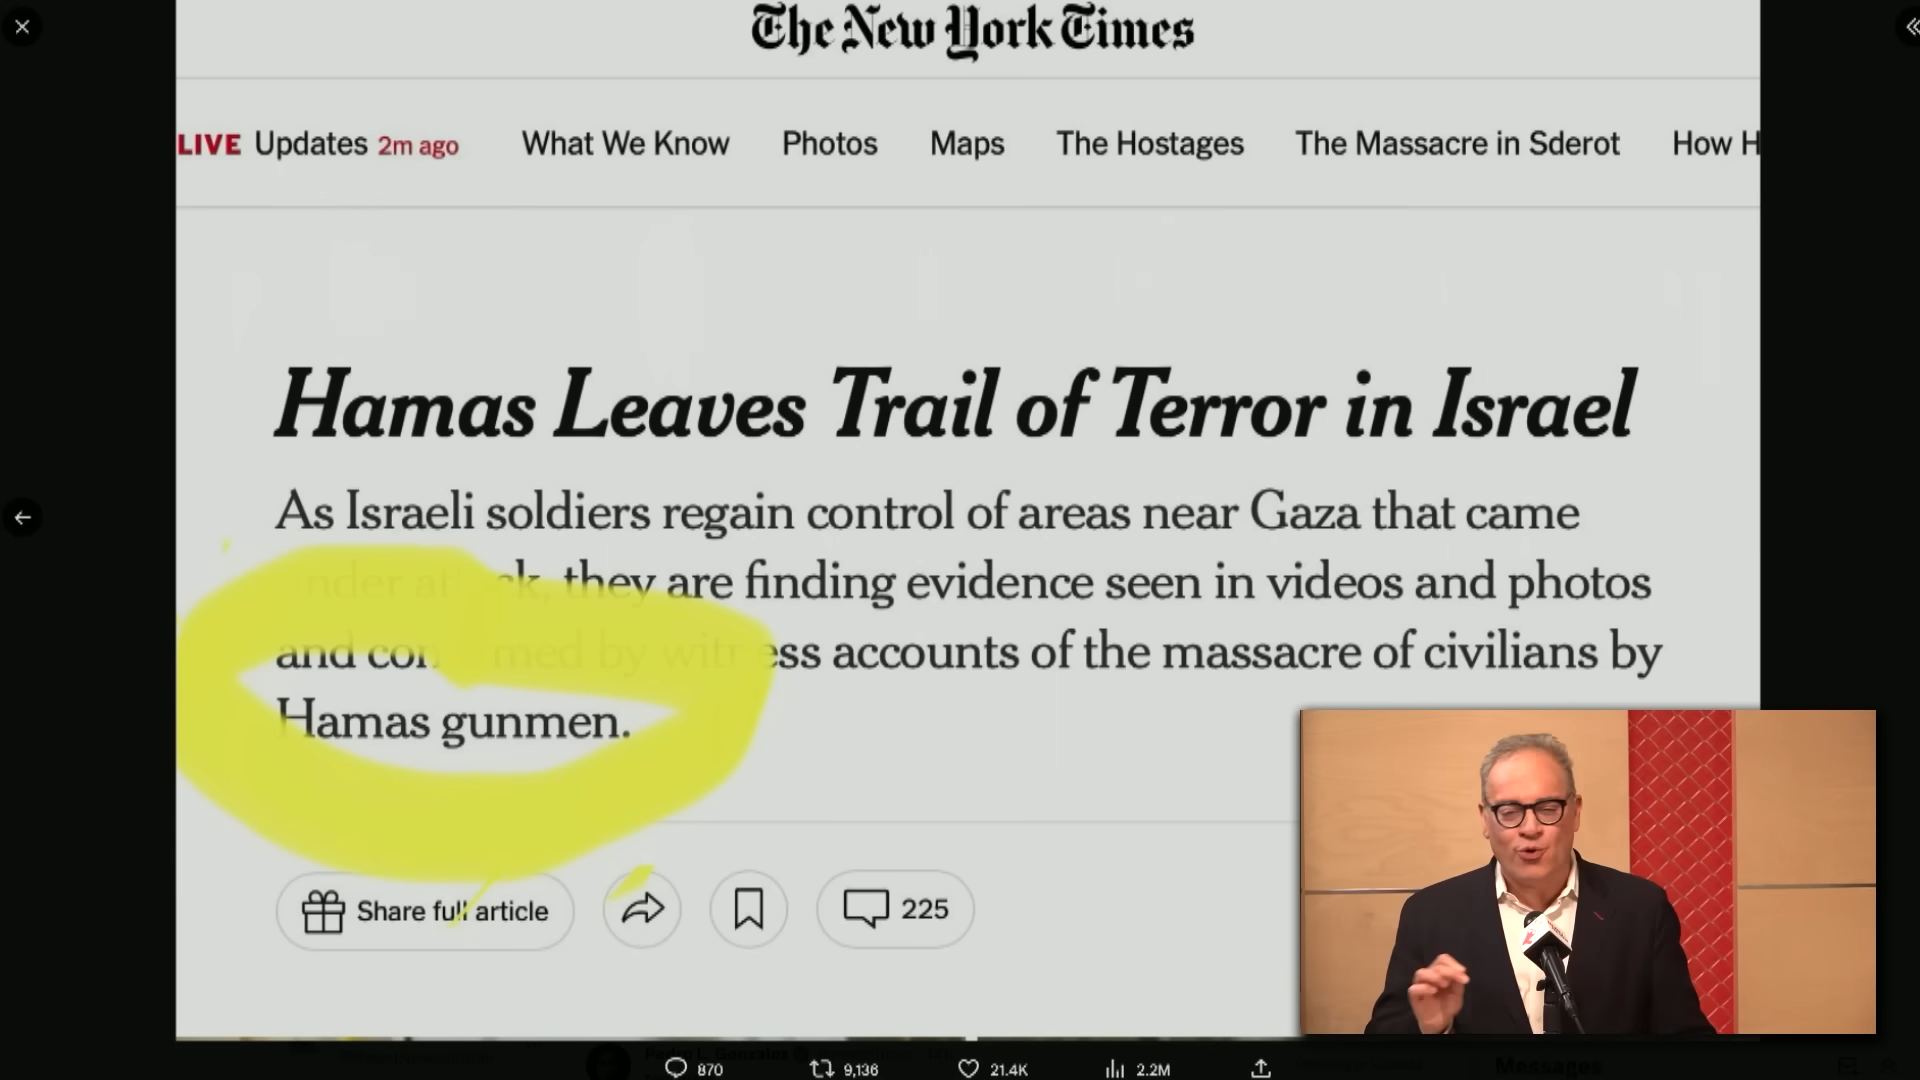 The New York Times
LIVE Updates 2m ago What We Know Photos Maps The Hostages The Massacre in Sderot How H
Hamas Leaves Trail of Terror in Israel
As Israeli soldiers regain control of areas near Gaza that came
they are finding evidence seen in videos and photos
and by accounts of the massacre of civilians by
Hamas gunmen.
Share full article 225
870 9,136 21.4K 2.2M
Messages